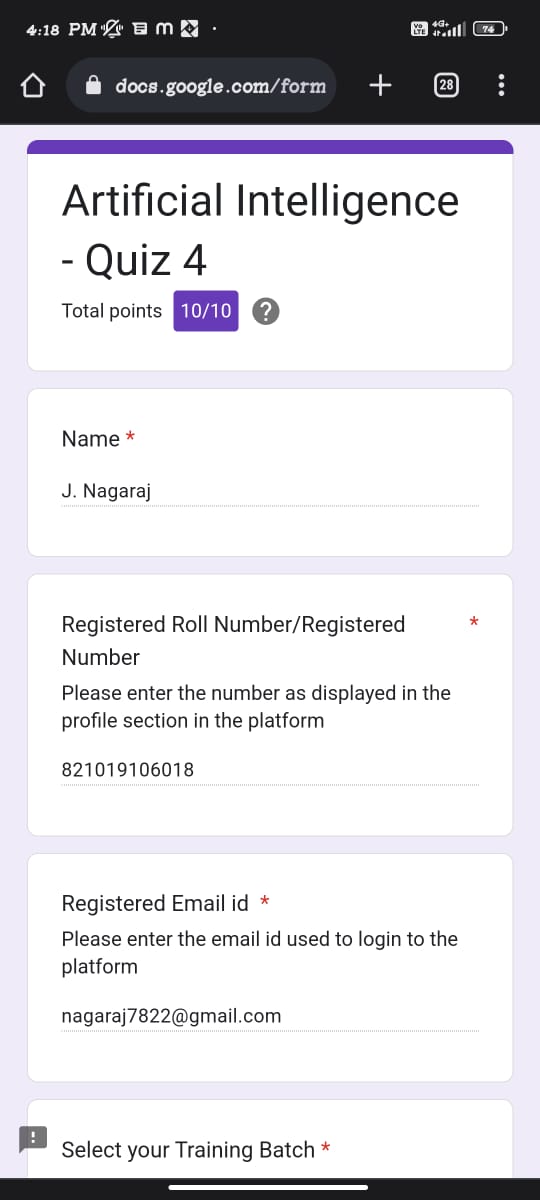 4:18 PM
Vo LTE 4G+ 74
docs.google.com/form
28
Artificial Intelligence
- Quiz 4
Total points 10/10 ?
Name *
J. Nagaraj
Registered Roll Number/Registered *
Number
Please enter the number as displayed in the
profile section in the platform
821019106018
Registered Email id *
Please enter the email id used to login to the
platform
nagaraj7822@gmail.com
Select your Training Batch *